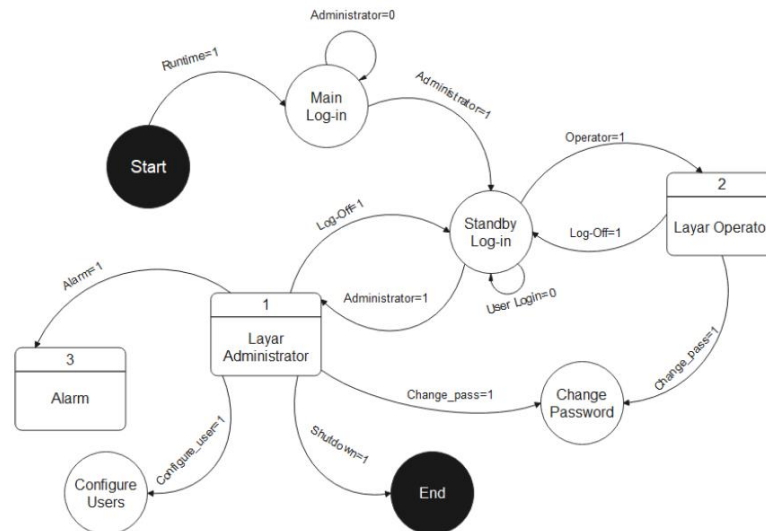 Administrator=0
Runtime=1
Main
Log-in
Administrator=1
Start
Operator=1
2
Layar Operator
Standby
Log-in
Log-Off=1
Log-Off=1
User Login=0
Alarm=1
Administrator=1
1
Layar
Administrator
3
Alarm
Change_pass=1
Change_pass=1
Change
Password
Configure_user=1
Shutdown=1
Configure
Users
End